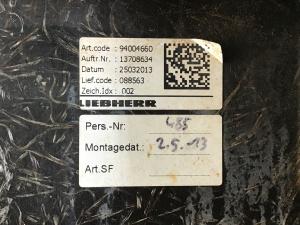 Art.code : 94004660
Auftr.Nr. : 13708634
Datum : 25032013
Lief.code : 088563
Zeich.Idx : 002
LIEBHERR
Pers.-Nr: 485
Montagedat.: 2.5.-13
Art.SF